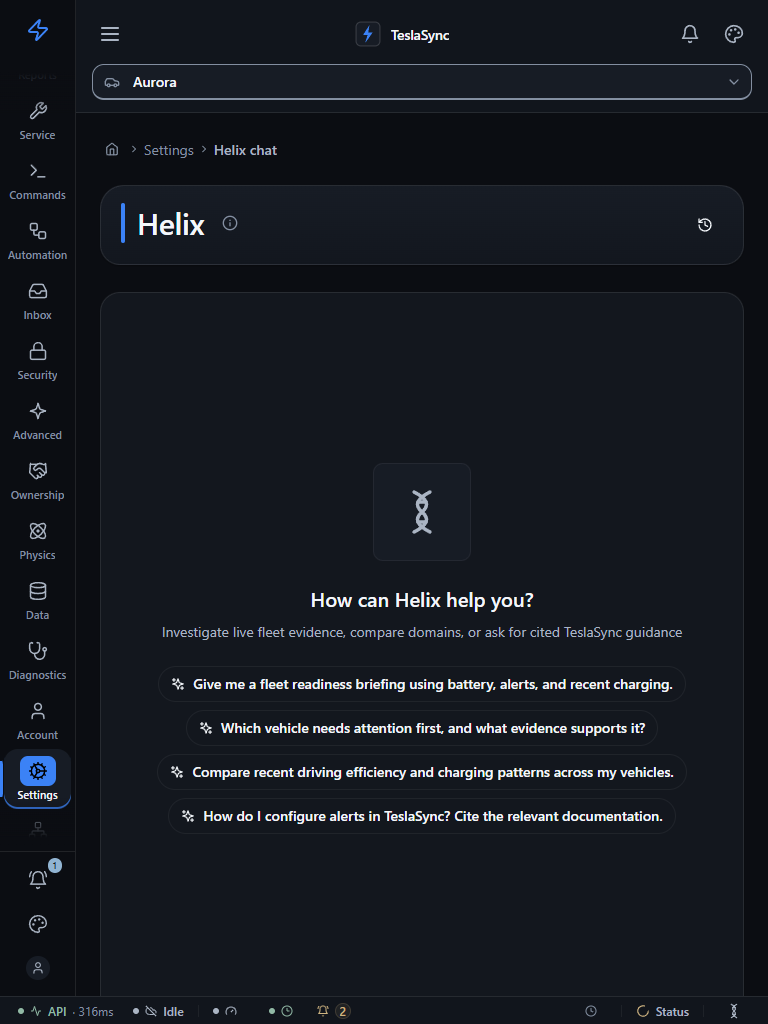 TeslaSync
Aurora
Settings
Helix chat
Helix
How can Helix help you?
Investigate live fleet evidence, compare domains, or ask for cited TeslaSync guidance
Give me a fleet readiness briefing using battery, alerts, and recent charging.
Which vehicle needs attention first, and what evidence supports it?
Compare recent driving efficiency and charging patterns across my vehicles.
How do I configure alerts in TeslaSync? Cite the relevant documentation.
Service
Commands
Automation
Inbox
Security
Advanced
Ownership
Physics
Data
Diagnostics
Account
Settings
1
API · 316ms
Idle
2
Status